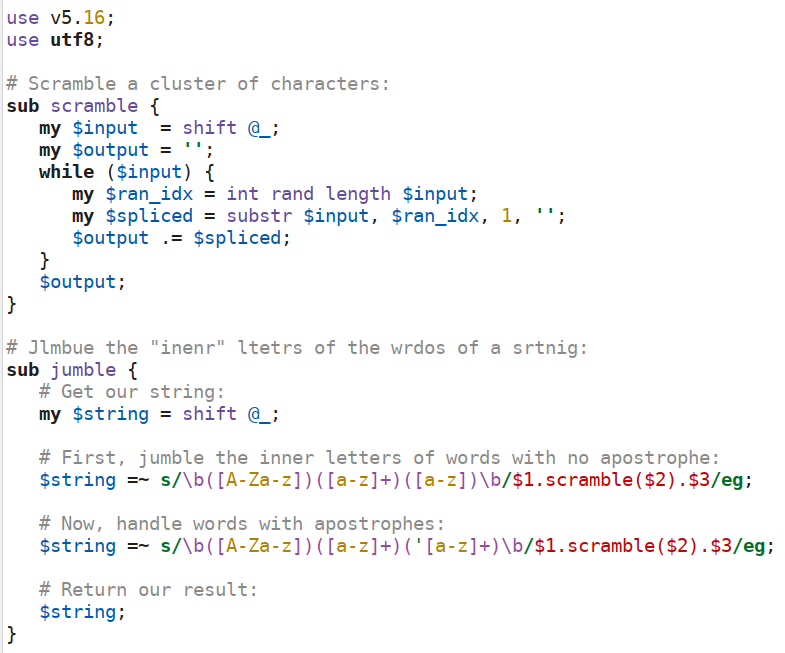 use v5.16;
use utf8;

# Scramble a cluster of characters:
sub scramble {
   my $input  = shift @_;
   my $output = '';
   while ($input) {
      my $ran_idx = int rand length $input;
      my $spliced = substr $input, $ran_idx, 1, '';
      $output .= $spliced;
   }
   $output;
}

# Jlmbue the "inenr" ltetrs of the wrdos of a srtnig:
sub jumble {
   # Get our string:
   my $string = shift @_;

   # First, jumble the inner letters of words with no apostrophe:
   $string =~ s/\b([A-Za-z])([a-z]+)([a-z])\b/$1.scramble($2).$3/eg;

   # Now, handle words with apostrophes:
   $string =~ s/\b([A-Za-z])([a-z]+)('[a-z]+)\b/$1.scramble($2).$3/eg;

   # Return our result:
   $string;
}